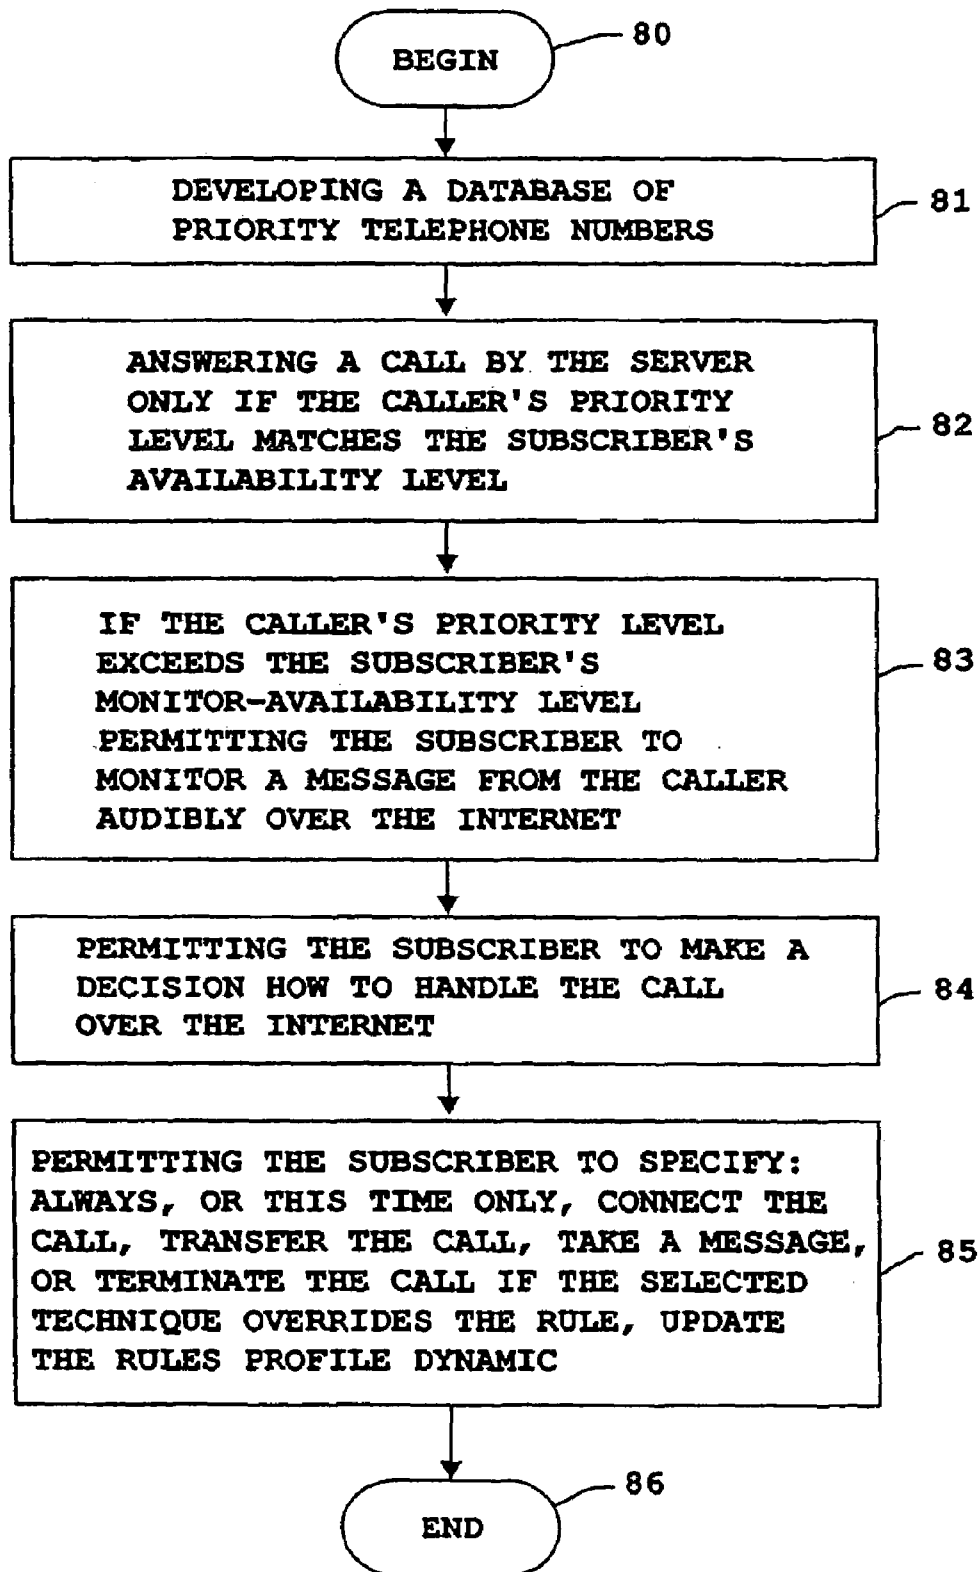 BEGIN
80
DEVELOPING A DATABASE OF
PRIORITY TELEPHONE NUMBERS
81
ANSWERING A CALL BY THE SERVER
ONLY IF THE CALLER'S PRIORITY
LEVEL MATCHES THE SUBSCRIBER'S
AVAILABILITY LEVEL
82
IF THE CALLER'S PRIORITY LEVEL
EXCEEDS THE SUBSCRIBER'S
MONITOR-AVAILABILITY LEVEL
PERMITTING THE SUBSCRIBER TO
MONITOR A MESSAGE FROM THE CALLER
AUDIBLY OVER THE INTERNET
83
PERMITTING THE SUBSCRIBER TO MAKE A
DECISION HOW TO HANDLE THE CALL
OVER THE INTERNET
84
PERMITTING THE SUBSCRIBER TO SPECIFY:
ALWAYS, OR THIS TIME ONLY, CONNECT THE
CALL, TRANSFER THE CALL, TAKE A MESSAGE,
OR TERMINATE THE CALL IF THE SELECTED
TECHNIQUE OVERRIDES THE RULE, UPDATE
THE RULES PROFILE DYNAMIC
85
86
END